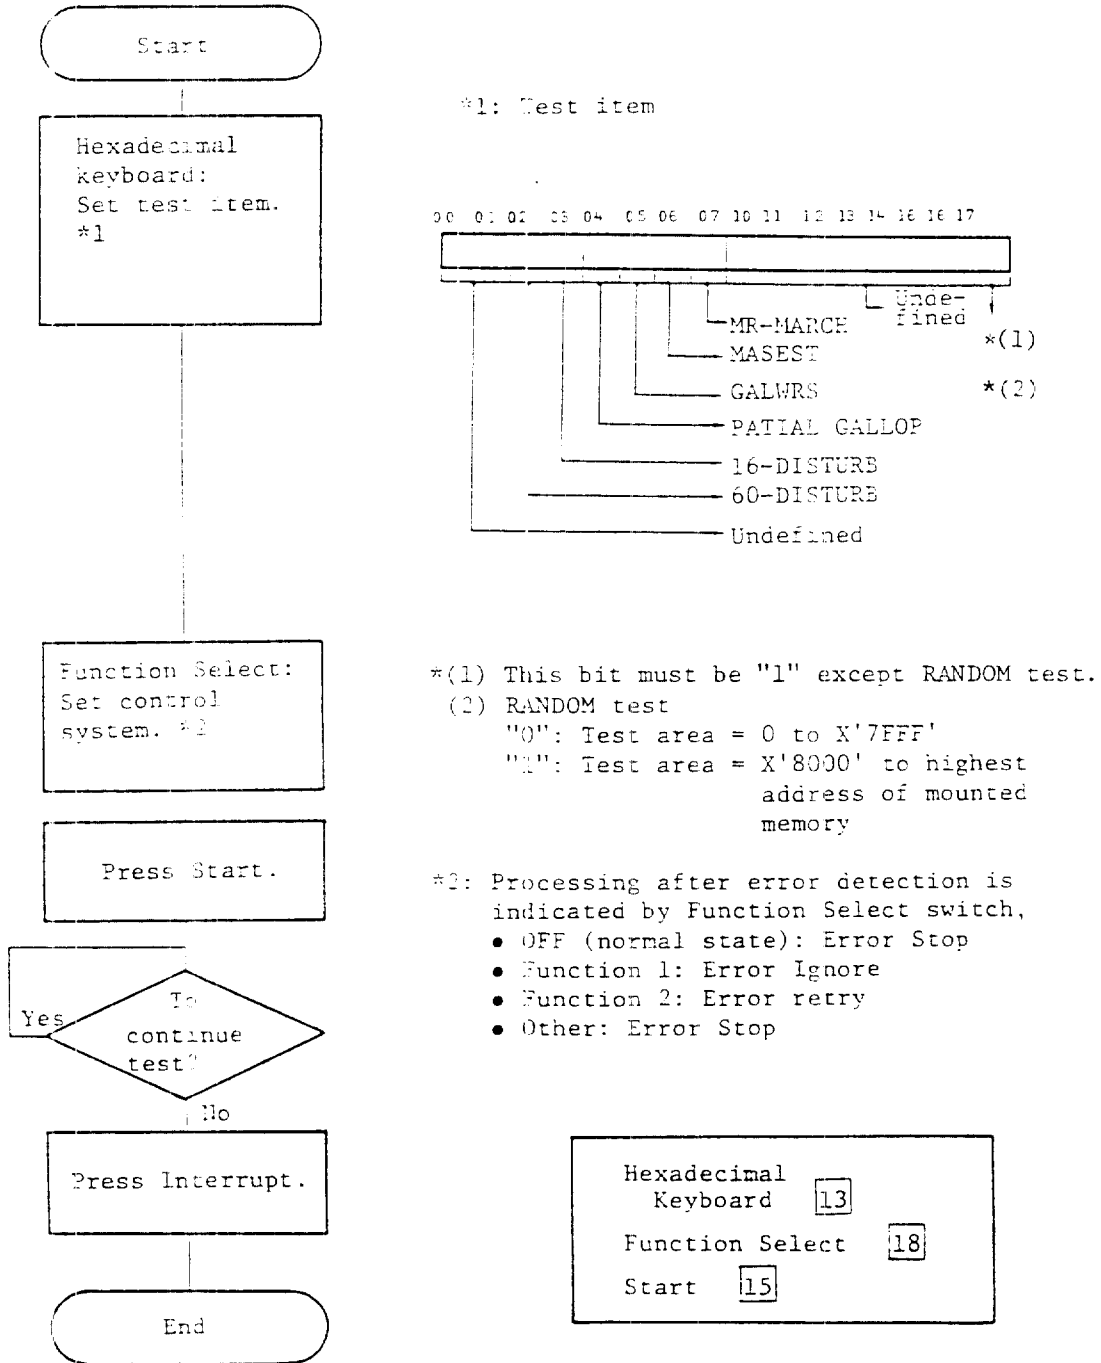 Start
Hexadecimal
keyboard:
Set test item.
*1
*1: Test item
00 01 02 03 04 05 06 07 10 11 12 13 14 15 16 17
Unde-
fined
*(1)
*(2)
MR-MARCH
MASEST
GALWRS
PATIAL GALLOP
16-DISTURB
60-DISTURB
Undefined
Function Select:
Set control
system. *2
*(1) This bit must be "1" except RANDOM test.
(2) RANDOM test
"0": Test area = 0 to X'7FFF'
"1": Test area = X'8000' to highest
address of mounted
memory
Press Start.
*2: Processing after error detection is
indicated by Function Select switch,
• OFF (normal state): Error Stop
• Function 1: Error Ignore
• Function 2: Error retry
• Other: Error Stop
Yes
To
continue
test?
No
Press Interrupt.
End
Hexadecimal
Keyboard 13
Function Select 18
Start 15